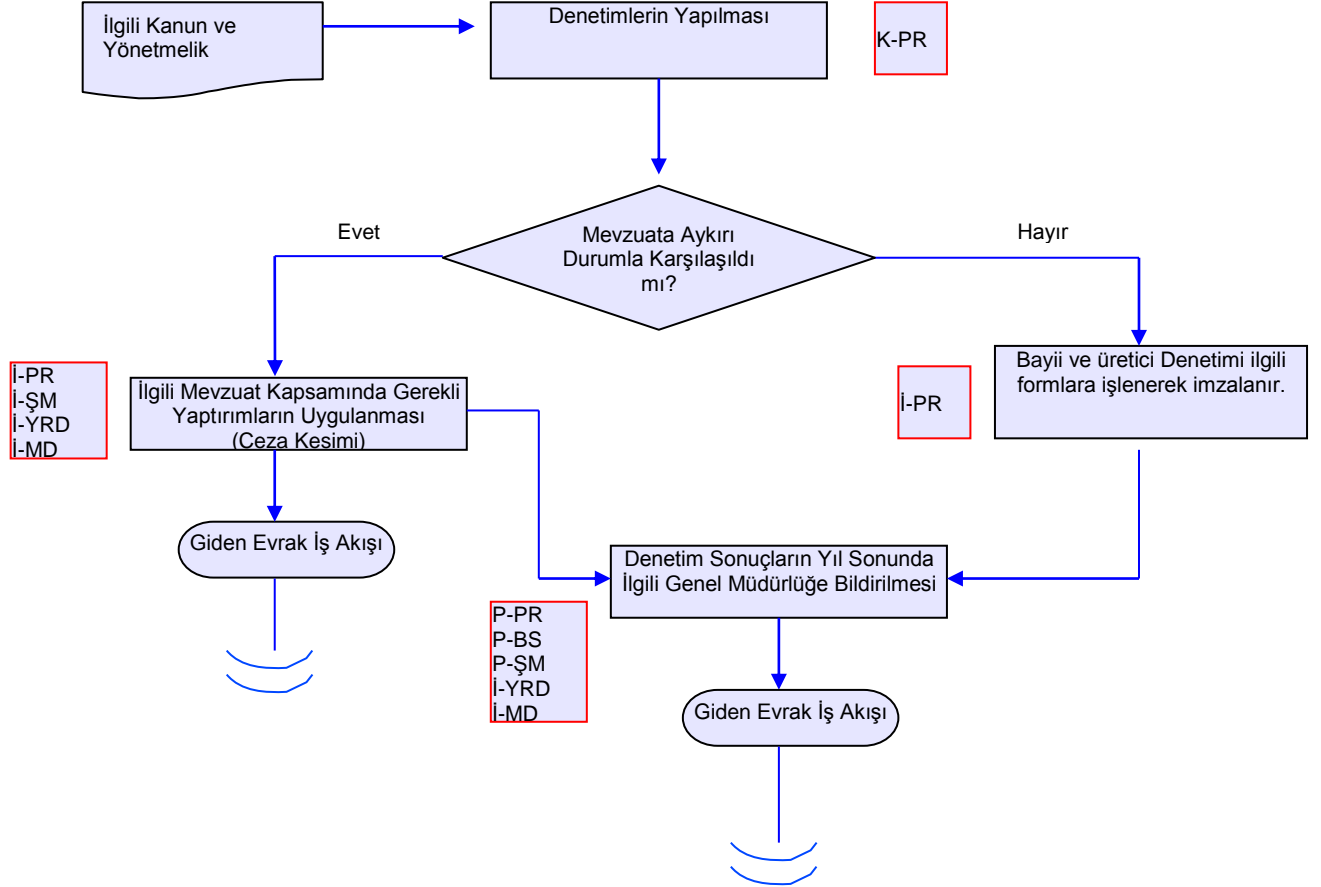 İlgili Kanun ve
Yönetmelik
Denetimlerin Yapılması
K-PR
Mevzuata Aykırı
Durumla Karşılaşıldı
mı?
Evet
Hayır
İ-PR
İ-ŞM
İ-YRD
İ-MD
İlgili Mevzuat Kapsamında Gerekli
Yaptırımların Uygulanması
(Ceza Kesimi)
İ-PR
Bayii ve üretici Denetimi ilgili
formlara işlenerek imzalanır.
Giden Evrak İş Akışı
Denetim Sonuçların Yıl Sonunda
İlgili Genel Müdürlüğe Bildirilmesi
P-PR
P-BS
P-ŞM
İ-YRD
İ-MD
Giden Evrak İş Akışı